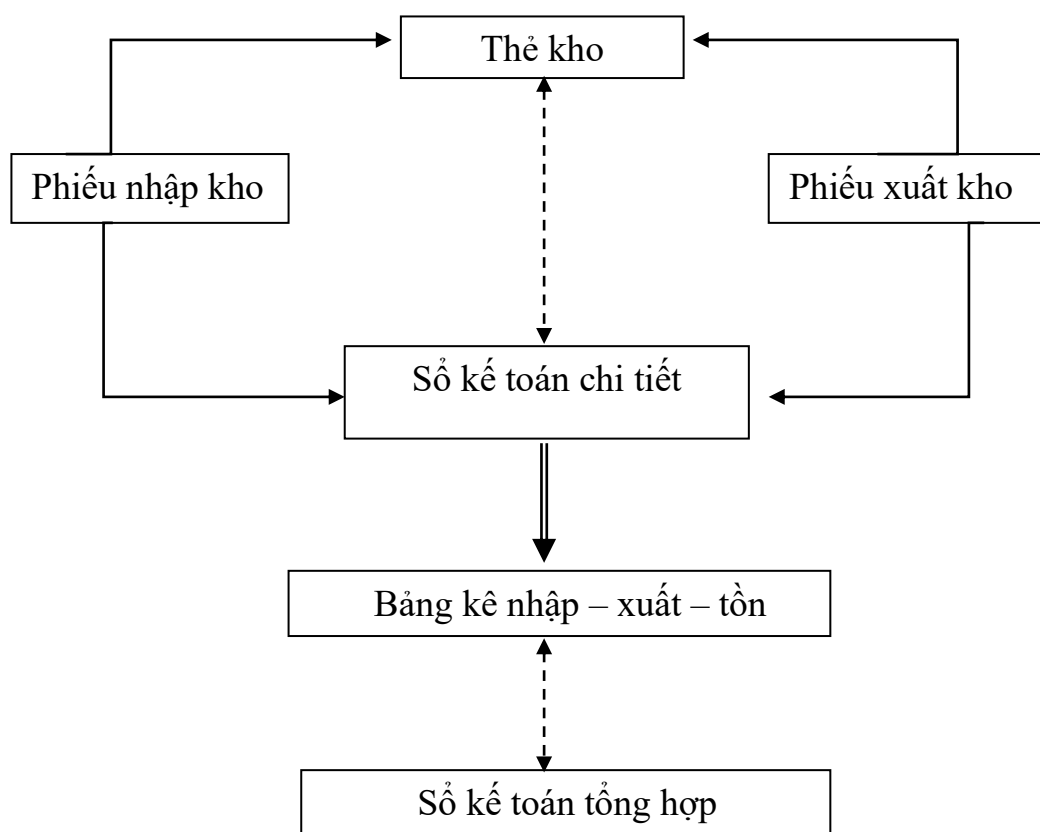 Thẻ kho
Phiếu nhập kho
Phiếu xuất kho
Sổ kế toán chi tiết
Bảng kê nhập – xuất – tồn
Sổ kế toán tổng hợp